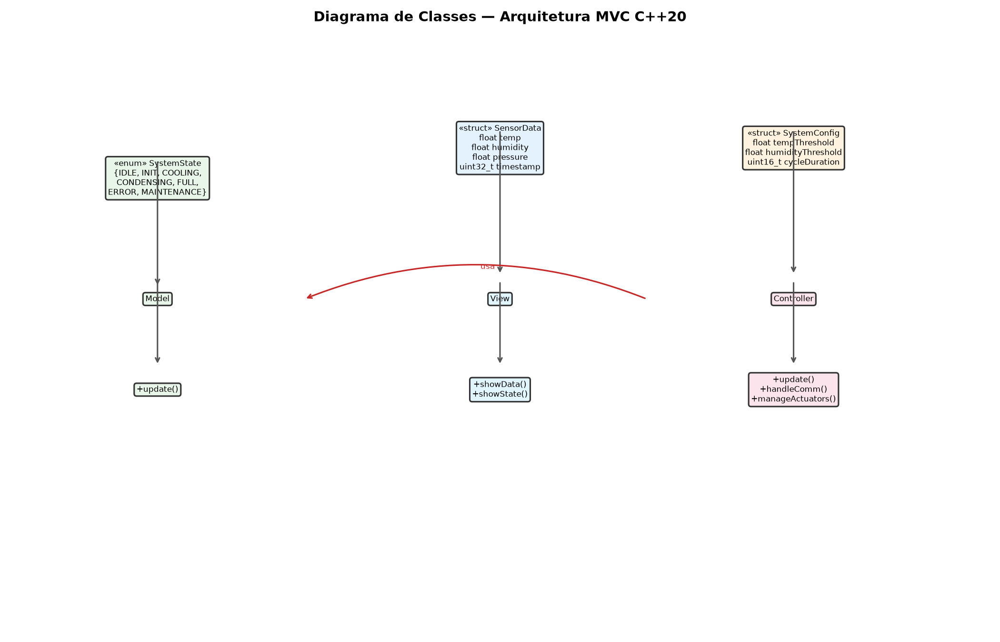 Diagrama de Classes — Arquitetura MVC C++20
«enum» SystemState
{IDLE, INIT, COOLING,
CONDENSING, FULL,
ERROR, MAINTENANCE}
«struct» SensorData
float temp
float humidity
float pressure
uint32_t timestamp
«struct» SystemConfig
float tempThreshold
float humidityThreshold
uint16_t cycleDuration
usa
Model
View
Controller
+update()
+showData()
+showState()
+update()
+handleComm()
+manageActuators()